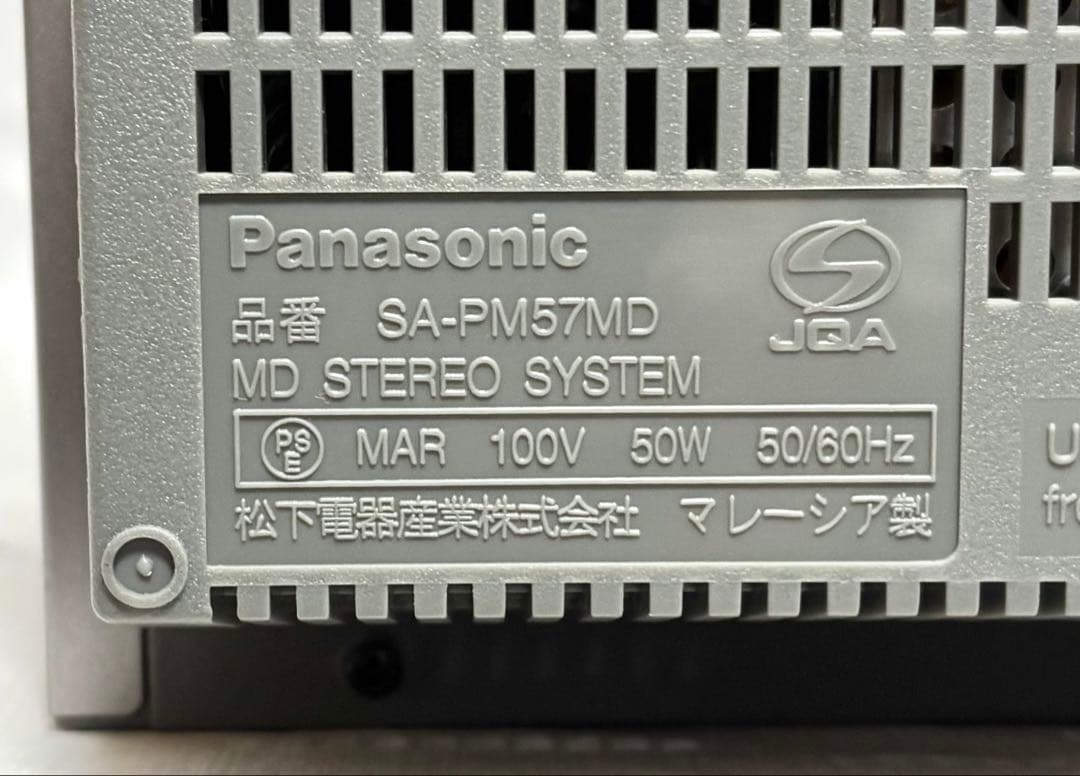 Panasonic
JQA
品番 SA-PM57MD
MD STEREO SYSTEM
PSE MAR 100V 50W 50/60Hz
松下電器産業株式会社 マレーシア製